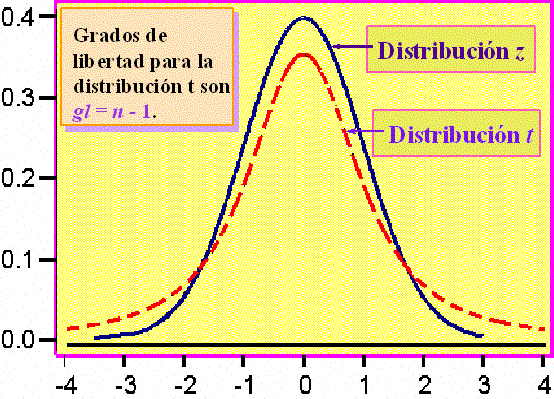 Grados de
libertad para la
distribución t son
gl = n - 1.
Distribución z
Distribución t
0.4
0.3
0.2
0.1
0.0
-4 -3 -2 -1 0 1 2 3 4